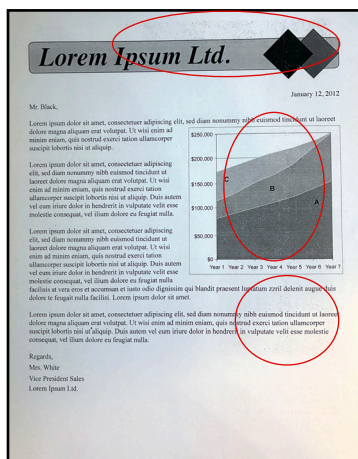 Lorem Ipsum Ltd.
January 12, 2012
Mr. Black,
Lorem ipsum dolor sit amet, consectetuer adipiscing elit, sed diam nonummy nibh euismod tincidunt ut laoreet
dolore magna aliquam erat volutpat. Ut wisi enim ad
minim eniam, quis nostrud exerci tation ullamcorper
suscipit lobortis nisl ut aliquip.
Lorem ipsum dolor sit amet, consectetuer adipiscing
elit, sed diam nonummy nibh euismod tincidunt ut
laoreet dolore magna aliquam erat volutpat. Ut wisi
enim ad minim eniam, quis nostrud exerci tation
ullamcorper suscipit lobortis nisl ut aliquip. Duis autem
vel eum iriure dolor in hendrerit in vulputate velit esse
molestie consequat, vel ilium dolore eu feugiat nulla.
Lorem ipsum dolor sit amet, consectetuer adipiscing
elit, sed diam nonummy nibh euismod tincidunt ut
laoreet dolore magna aliquam erat volutpat. Ut wisi
enim ad minim eniam, quis nostrud exerci tation
ullamcorper suscipit lobortis nisl ut aliquip. Duis autem
vel eum iriure dolor in hendrerit in vulputate velit esse
molestie consequat, vel ilium dolore eu feugiat nulla
facilisis at vera eros et accumsan et iusto odio dignissim qui blandit praesent luptatum zzril delenit augue duis
dolore te feugait nulla facilisi. Lorem ipsum dolor sit amet.
$250,000
$200,000
$150,000
$100,000
$50,000
$0
C
B
A
Year 1 Year 2 Year 3 Year 4 Year 5 Year 6 Year 7
Lorem ipsum dolor sit amet, consectetuer adipiscing elit, sed diam nonummy nibh euismod tincidunt ut laoreet
dolore magna aliquam erat volutpat. Ut wisi enim ad minim eniam, quis nostrud exerci tation ullamcorper
suscipit lobortis nisl ut aliquip. Duis autem vel eum iriure dolor in hendrerit in vulputate velit esse molestie
consequat, vel ilium dolore eu feugiat nulla.
Regards,
Mrs. White
Vice President Sales
Lorem Ipsum Ltd.